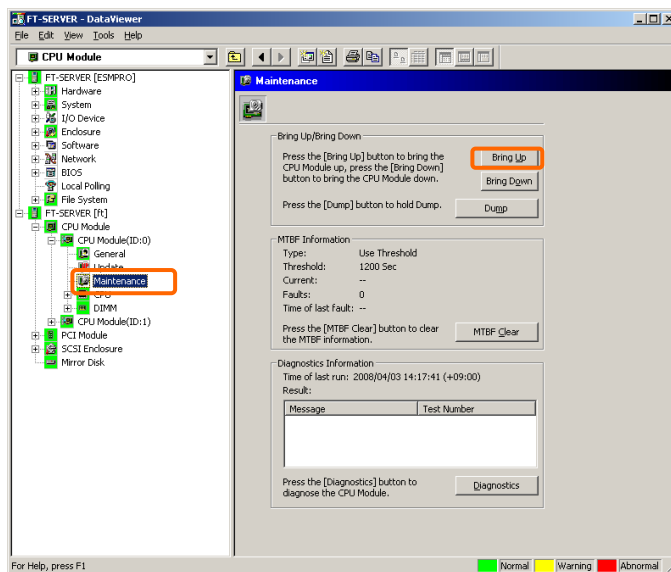 FT-SERVER - DataViewer
File Edit View Tools Help
CPU Module
FT-SERVER [ESMPRO]
Hardware
System
I/O Device
Enclosure
Software
Network
BIOS
Local Polling
File System
FT-SERVER [ft]
CPU Module
CPU Module(ID:0)
General
Update
Maintenance
CPU
DIMM
CPU Module(ID:1)
PCI Module
SCSI Enclosure
Mirror Disk
Maintenance
Bring Up/Bring Down
Press the [Bring Up] button to bring the
CPU Module up, press the [Bring Down]
button to bring the CPU Module down.
Bring Up
Bring Down
Press the [Dump] button to hold Dump.
Dump
MTBF Information
Type: Use Threshold
Threshold: 1200 Sec
Current: --
Faults: 0
Time of last fault: --
Press the [MTBF Clear] button to clear
the MTBF information.
MTBF Clear
Diagnostics Information
Time of last run: 2008/04/03 14:17:41 (+09:00)
Result:
Message Test Number
Press the [Diagnostics] button to
diagnose the CPU Module.
Diagnostics
For Help, press F1
Normal Warning Abnormal